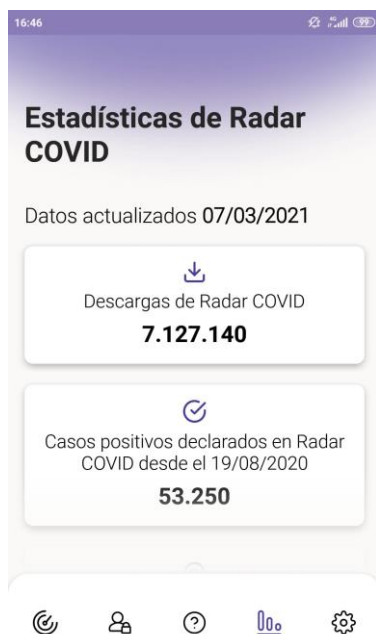 16:46
Estadísticas de Radar
COVID
Datos actualizados 07/03/2021
Descargas de Radar COVID
7.127.140
Casos positivos declarados en Radar
COVID desde el 19/08/2020
53.250